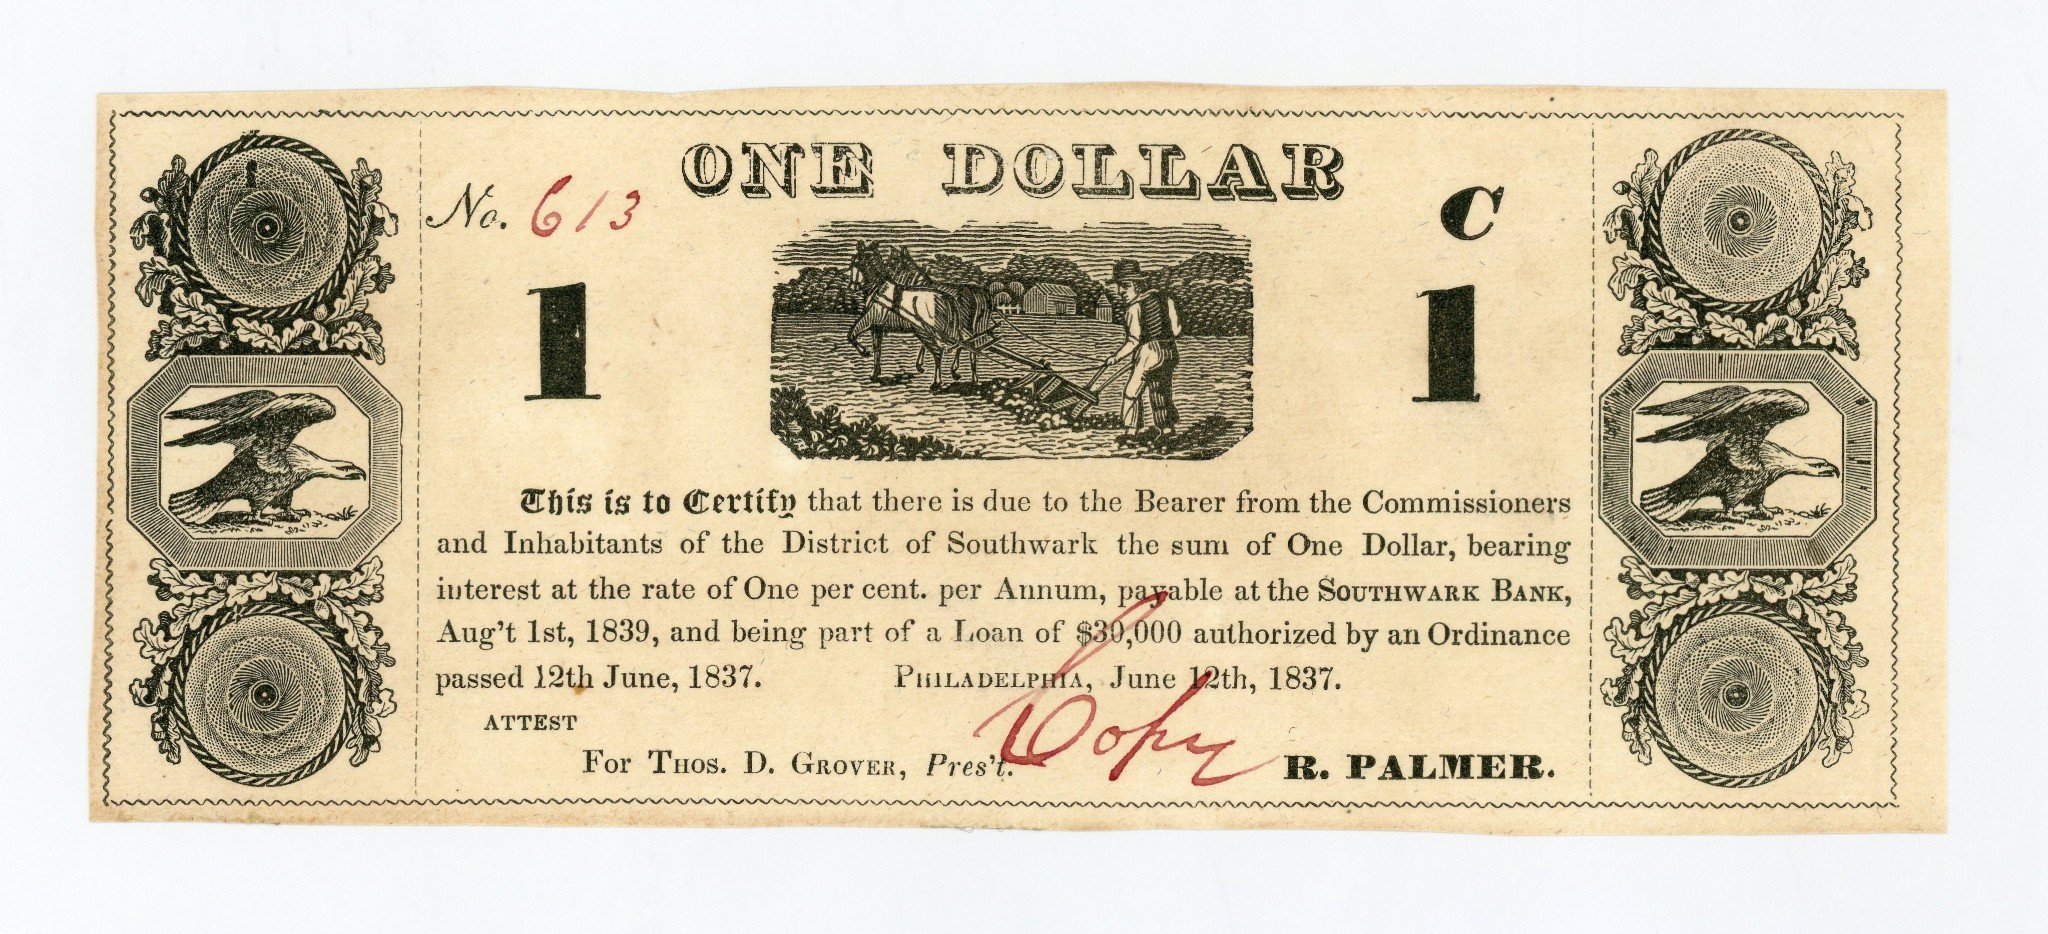 ONE DOLLAR
No. 613
C
1
1
This is to Certify that there is due to the Bearer from the Commissioners
and Inhabitants of the District of Southwark the sum of One Dollar, bearing
interest at the rate of One per cent. per Annum, payable at the SOUTHWARK BANK,
Aug't 1st, 1839, and being part of a Loan of $30,000 authorized by an Ordinance
passed 12th June, 1837. PHILADELPHIA, June 12th, 1837.
ATTEST
Copy
For THOS. D. GROVER, Pres't.
R. PALMER.